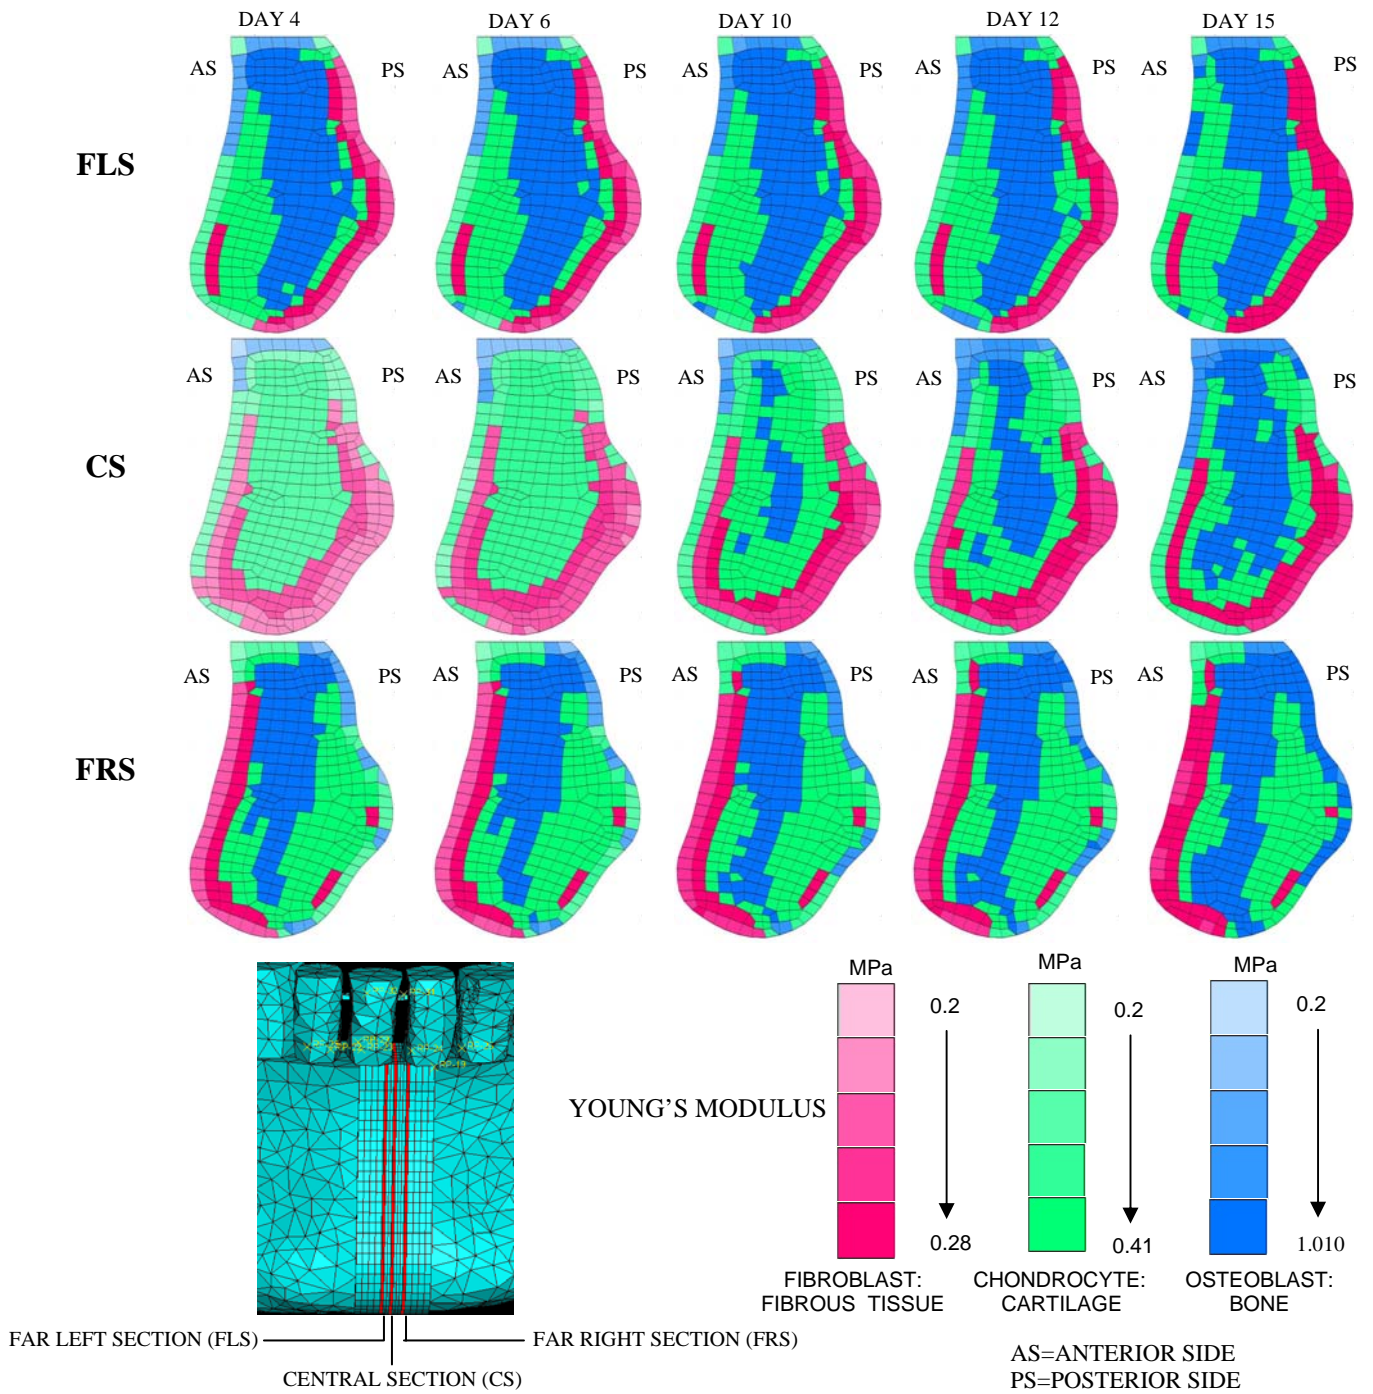 DAY 4
DAY 6
DAY 10
DAY 12
DAY 15
AS
PS
AS
PS
AS
PS
AS
PS
AS
PS
FLS
AS
PS
AS
PS
AS
PS
AS
PS
AS
PS
CS
AS
PS
AS
PS
AS
PS
AS
PS
AS
PS
FRS
MPa
MPa
MPa
0.2
0.2
0.2
YOUNG'S MODULUS
0.28
0.41
1.010
FIBROBLAST:
FIBROUS TISSUE
CHONDROCYTE:
CARTILAGE
OSTEOBLAST:
BONE
FAR LEFT SECTION (FLS)
FAR RIGHT SECTION (FRS)
CENTRAL SECTION (CS)
AS=ANTERIOR SIDE
PS=POSTERIOR SIDE